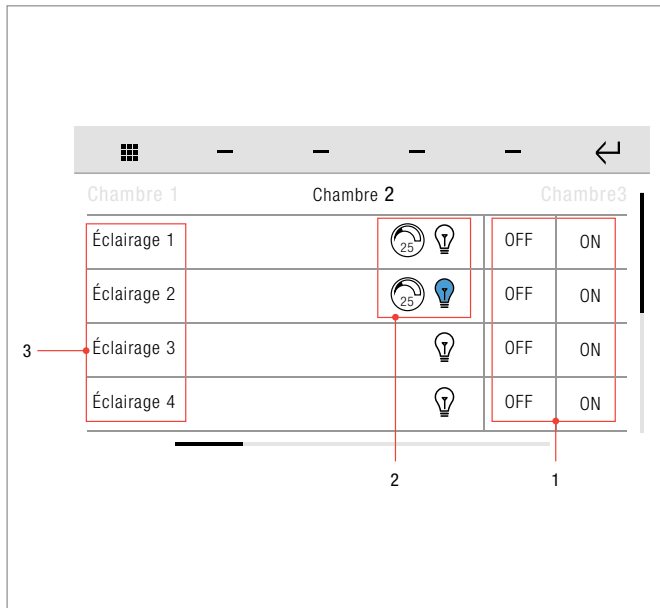 Chambre 1 Chambre 2 Chambre3
Éclairage 1 25 OFF ON
Éclairage 2 25 OFF ON
3 Éclairage 3 OFF ON
Éclairage 4 OFF ON
2 1